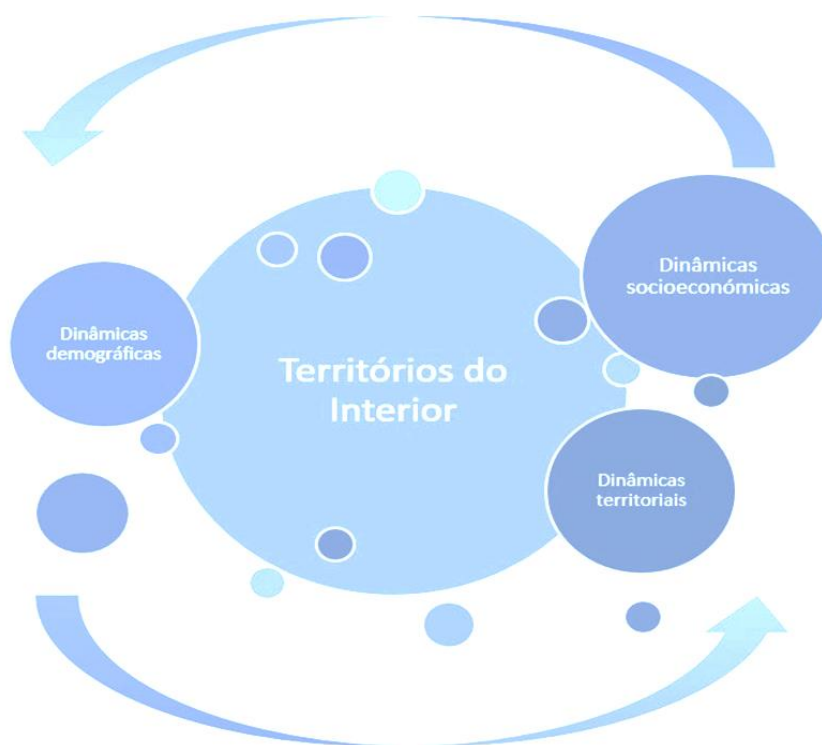 Dinâmicas
socioeconómicas
Dinâmicas
demográficas
Territórios do
Interior
Dinâmicas
territoriais